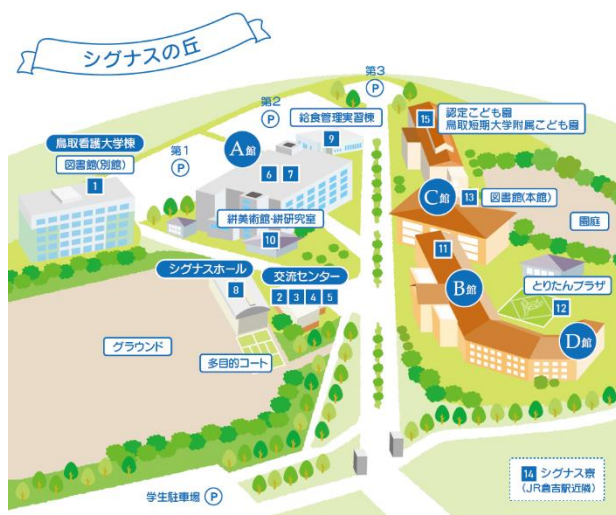 シグナスの丘
第3
P
第2
P
給食管理実習棟
9
15
認定こども園
鳥取短期大学附属こども園
鳥取看護大学棟
図書館(別館)
1
第1
P
A館
6 7
C館
13
図書館(本館)
園庭
絣美術館・絣研究室
10
11
シグナスホール
8
交流センター
2 3 4 5
B館
とりたんプラザ
12
D館
グラウンド
多目的コート
14 シグナス寮
(JR倉吉駅近隣)
学生駐車場 P